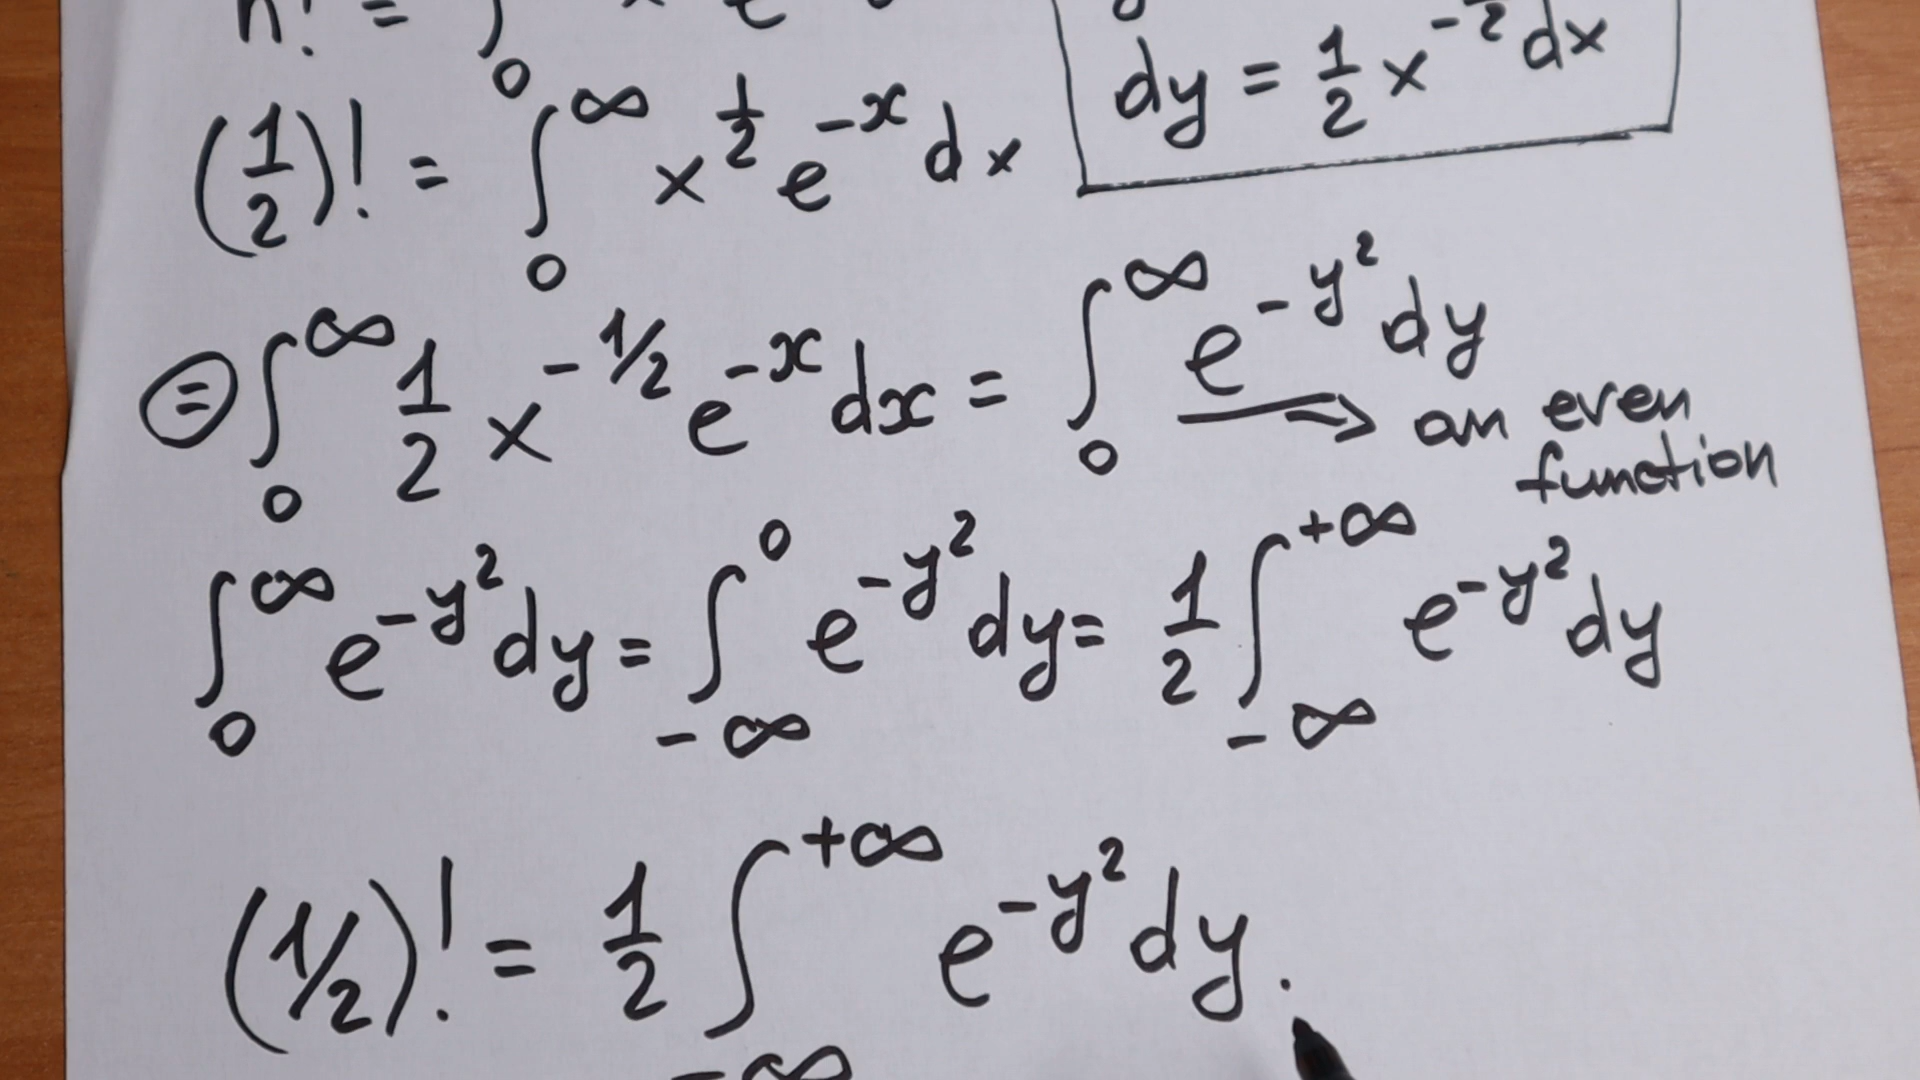 n! = ∫₀ x e
dy = 1/2 x^(-1/2) dx
(1/2)! = ∫₀^∞ x^(1/2) e^(-x) dx
⊜ ∫₀^∞ 1/2 x^(-1/2) e^(-x) dx = ∫₀^∞ e^(-y²) dy
⇒ an even
function
∫₀^∞ e^(-y²) dy = ∫_(-∞)^0 e^(-y²) dy = 1/2 ∫_(-∞)^(+∞) e^(-y²) dy
(1/2)! = 1/2 ∫_(-∞)^(+∞) e^(-y²) dy.